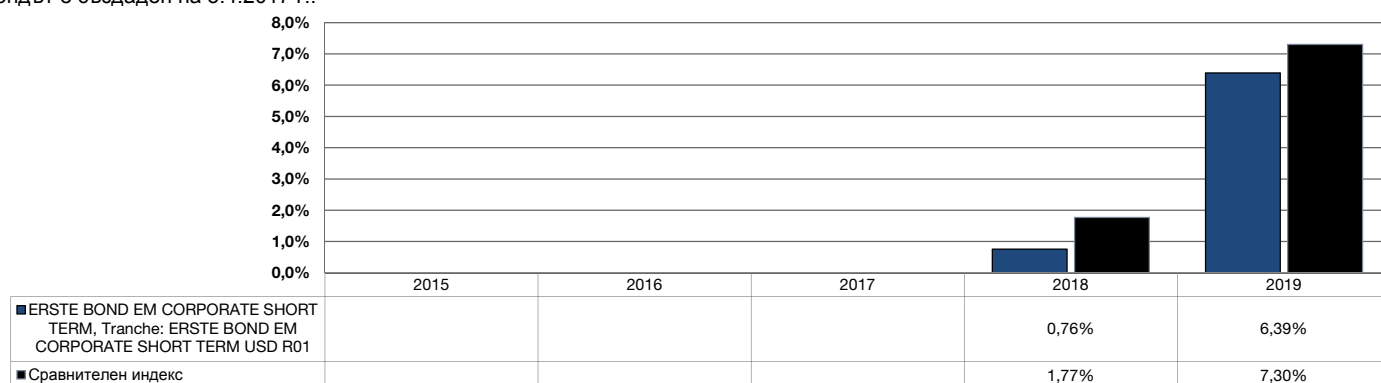 на
8,0%
7,0%
6,0%
5,0%
4,0%
3,0%
2,0%
1,0%
0,0%
2015 2016 2017 2018 2019
ERSTE BOND EM CORPORATE SHORT
TERM, Tranche: ERSTE BOND EM
CORPORATE SHORT TERM USD R01
0,76% 6,39%
Сравнителен индекс 1,77% 7,30%